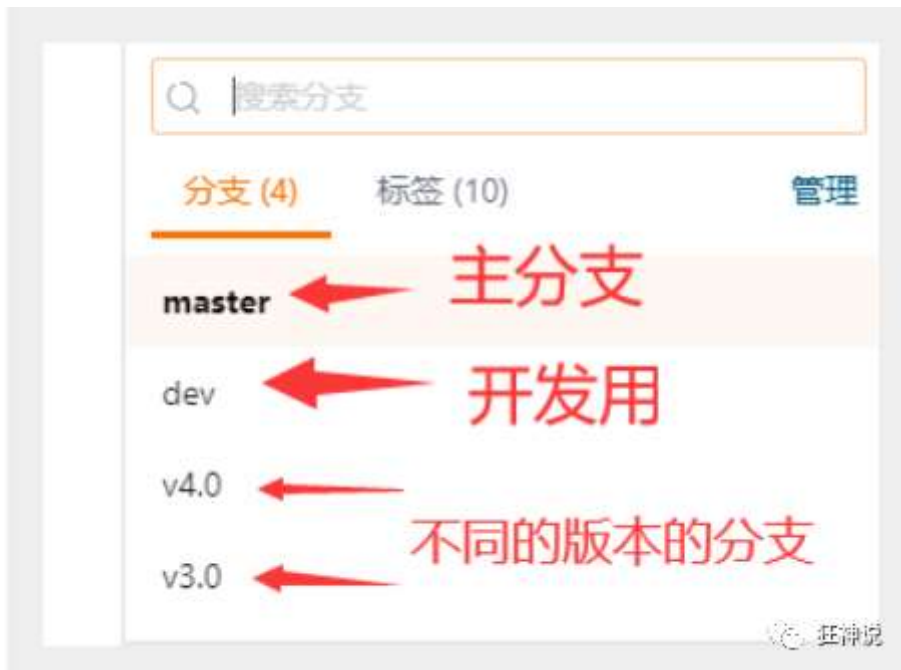 搜索分支
分支 (4) 标签 (10) 管理
master 主分支
dev 开发用
v4.0
不同的版本的分支
v3.0
狂神说